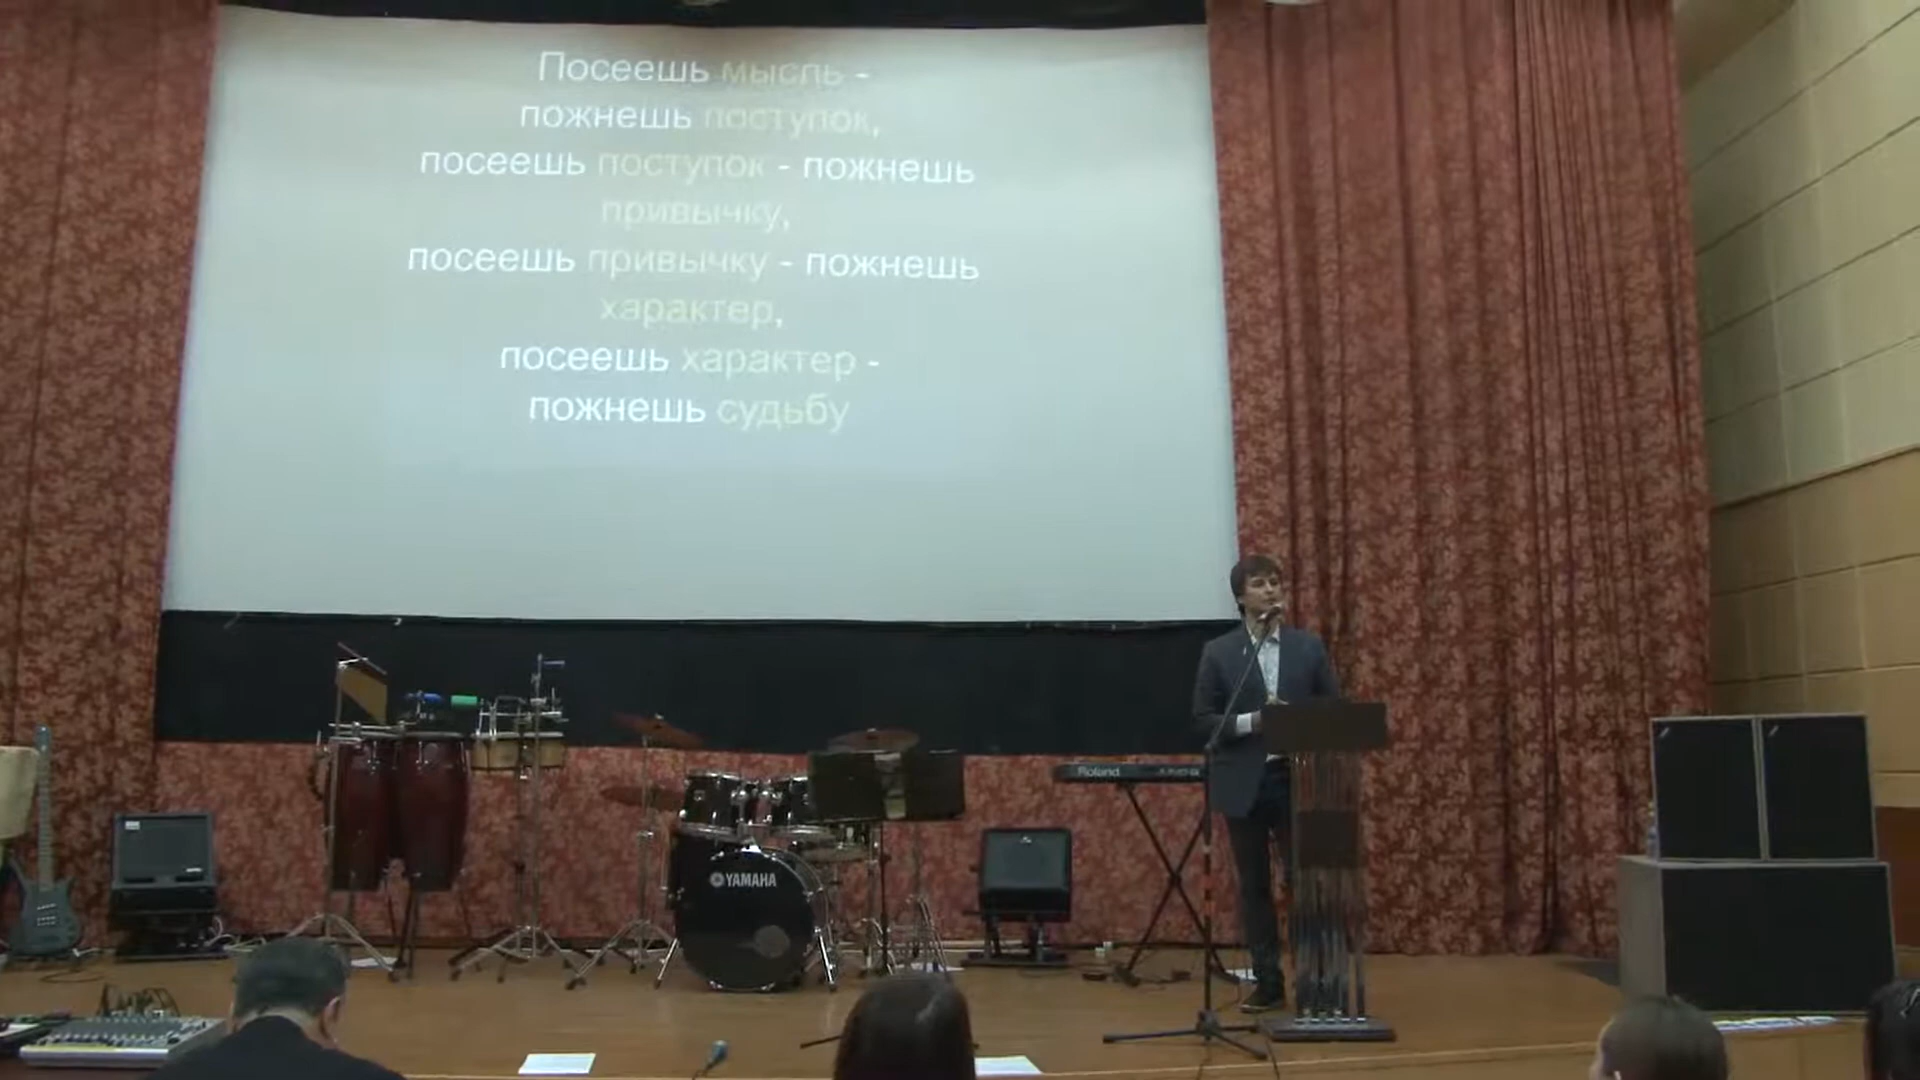 Посеешь мысль -
пожнешь поступок,
посеешь поступок - пожнешь
привычку,
посеешь привычку - пожнешь
характер,
посеешь характер -
пожнешь судьбу
Roland
YAMAHA